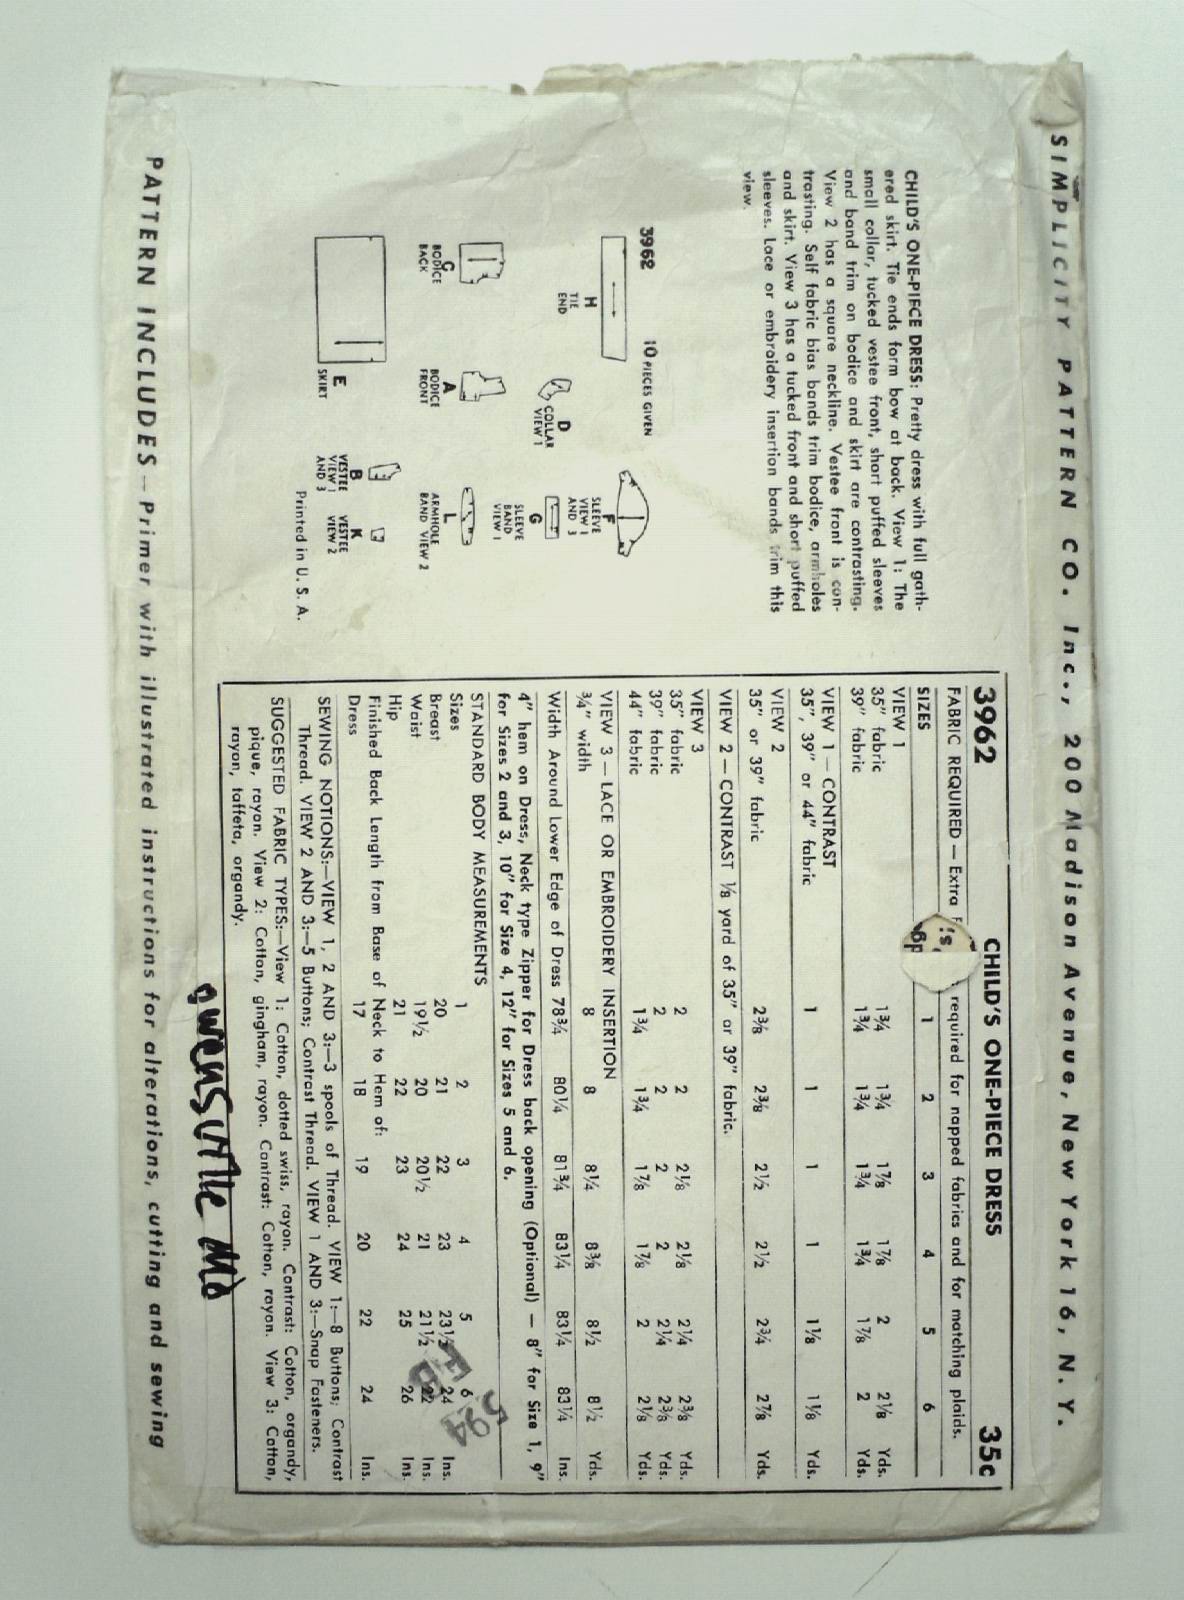 SIMPLICITY PATTERN CO. Inc., 200 Madison Avenue, New York 16, N. Y.
CHILD'S ONE-PIECE DRESS: Pretty dress with full gath-
ered skirt. Tie ends form bow at back. View 1: The
small collar, tucked vestee front, short puffed sleeves
and band trim on bodice and skirt are contrasting.
View 2 has a square neckline. Vestee front is con-
trasting. Self fabric bias bands trim bodice, armholes
and skirt. View 3 has a tucked front and short puffed
sleeves. Lace or embroidery insertion bands trim this
view.
3962 10 PIECES GIVEN
H
TIE
END
D
COLLAR
VIEW 1
F
SLEEVE
VIEW 1
AND 3
G
SLEEVE
BAND
VIEW 1
C
BODICE
BACK
A
BODICE
FRONT
L
ARMHOLE
BAND VIEW 2
E
SKIRT
B
VESTEE
VIEW 1
AND 3
K
VESTEE
VIEW 2
Printed in U. S. A.
3962 CHILD'S ONE-PIECE DRESS 35c
FABRIC REQUIRED — Extra required for napped fabrics and for matching plaids.
SIZES 1 2 3 4 5 6
VIEW 1
35" fabric 1¾ 1¾ 1⅞ 1⅞ 2 2⅛ Yds.
39" fabric 1¾ 1¾ 1¾ 1¾ 1⅞ 2 Yds.
VIEW 1 — CONTRAST
35", 39" or 44" fabric 1 1 1 1 1⅛ 1⅛ Yds.
VIEW 2
35" or 39" fabric 2⅜ 2⅜ 2½ 2½ 2¾ 2⅞ Yds.
VIEW 2 — CONTRAST ⅛ yard of 35" or 39" fabric.
VIEW 3
35" fabric 2 2 2⅛ 2⅛ 2¼ 2⅜ Yds.
39" fabric 2 2 2 2 2¼ 2⅜ Yds.
44" fabric 1¾ 1¾ 1⅞ 1⅞ 2 2⅛ Yds.
VIEW 3 — LACE OR EMBROIDERY INSERTION
¾" width 8 8 8¼ 8⅜ 8½ 8½ Yds.
Width Around Lower Edge of Dress 78¾ 80¼ 81¾ 83¼ 83¼ 83¼ Ins.
4" hem on Dress, Neck type Zipper for Dress back opening (Optional) — 8" for Size 1, 9"
for Sizes 2 and 3, 10" for Size 4, 12" for Sizes 5 and 6.
STANDARD BODY MEASUREMENTS
Sizes 1 2 3 4 5 6
Breast 20 21 22 23 23½ 24 Ins.
Waist 19½ 20 20½ 21 21½ 22 Ins.
Hip 21 22 23 24 25 26 Ins.
Finished Back Length from Base of Neck to Hem of:
Dress 17 18 19 20 22 24 Ins.
SEWING NOTIONS:—VIEW 1, 2 AND 3:—3 spools of Thread. VIEW 1:—8 Buttons; Contrast
Thread. VIEW 2 AND 3:—5 Buttons; Contrast Thread. VIEW 1 AND 3:—Snap Fasteners.
SUGGESTED FABRIC TYPES:—View 1: Cotton, dotted swiss, rayon. Contrast: Cotton, organdy,
pique, rayon. View 2: Cotton, gingham, rayon. Contrast: Cotton, rayon. View 3: Cotton,
rayon, taffeta, organdy.
594
owensville Mo
PATTERN INCLUDES — Primer with illustrated instructions for alterations, cutting and sewing